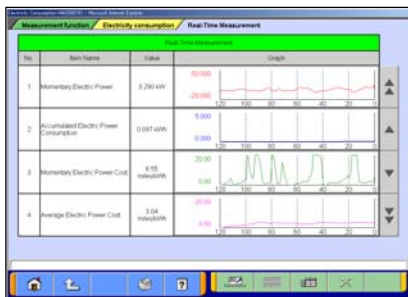 Measurement function Electricity consumption Real-Time Measurement
Real-Time Measurement
No. Item Name Value Graph
1 Momentary Electric Power 3.290 kW
50.000
-20.000
120 100 80 60 40 20 0
2 Accumulated Electric Power Consumption 0.097 kWh
5.000
0.000
120 100 80 60 40 20 0
3 Momentary Electric Power Cost 6.55 miles/kWh
20.00
0.00
120 100 80 60 40 20 0
4 Average Electric Power Cost 3.04 miles/kWh
20.00
0.00
120 100 80 60 40 20 0
?